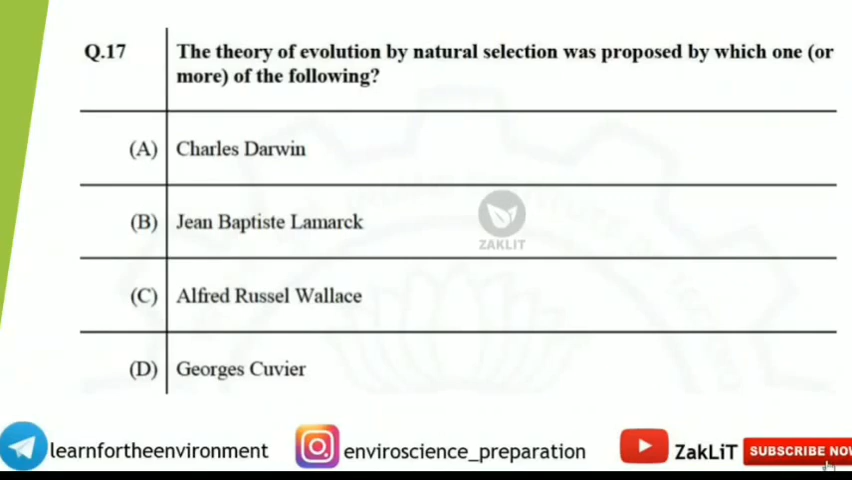 Q.17 The theory of evolution by natural selection was proposed by which one (or
more) of the following?
(A) Charles Darwin
(B) Jean Baptiste Lamarck
ZAKLIT
(C) Alfred Russel Wallace
(D) Georges Cuvier
learnfortheenvironment enviroscience_preparation ZakLiT SUBSCRIBE NOW